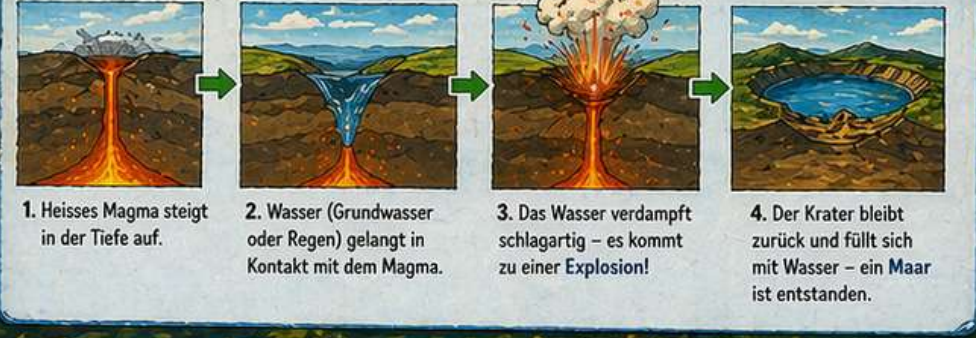 1. Heisses Magma steigt
in der Tiefe auf.
2. Wasser (Grundwasser
oder Regen) gelangt in
Kontakt mit dem Magma.
3. Das Wasser verdampft
schlagartig – es kommt
zu einer Explosion!
4. Der Krater bleibt
zurück und füllt sich
mit Wasser – ein Maar
ist entstanden.